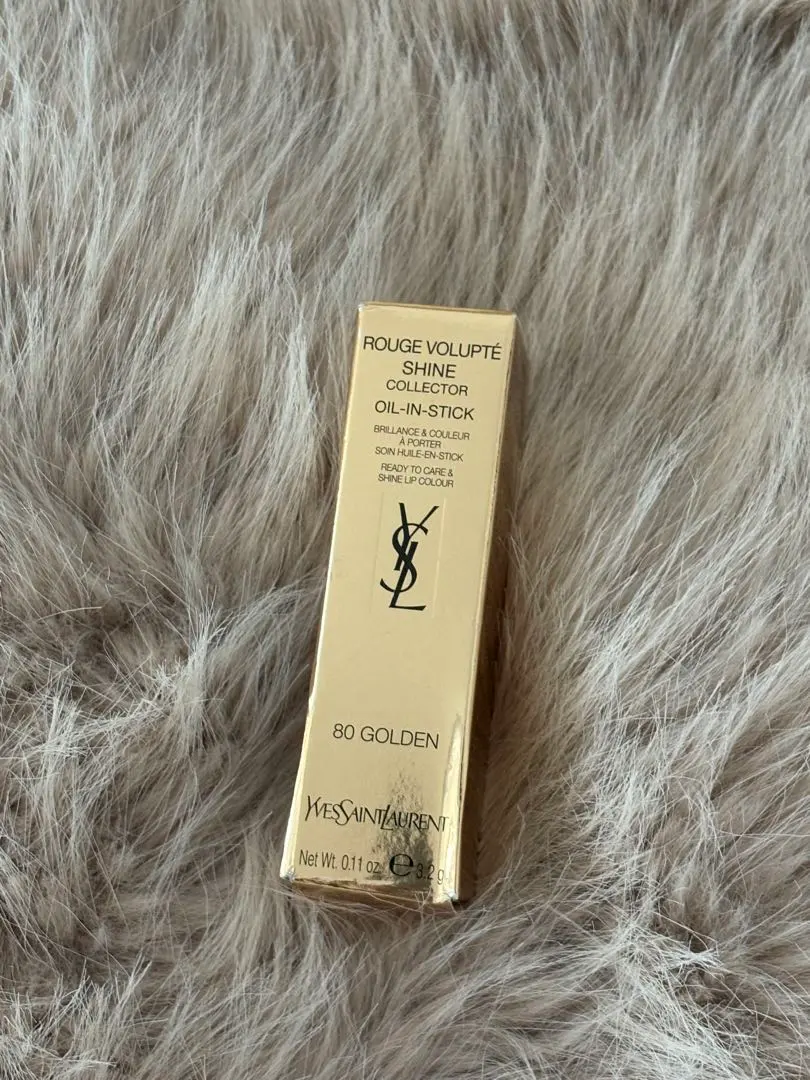 ROUGE VOLUPTÉ
SHINE
COLLECTOR
OIL-IN-STICK
BRILLANCE & COULEUR
À PORTER
SOIN HUILE-EN-STICK
READY TO CARE &
SHINE LIP COLOUR
YSL
80 GOLDEN
YVESSAINTLAURENT
Net Wt. 0.11 oz. ℮ 3.2 g